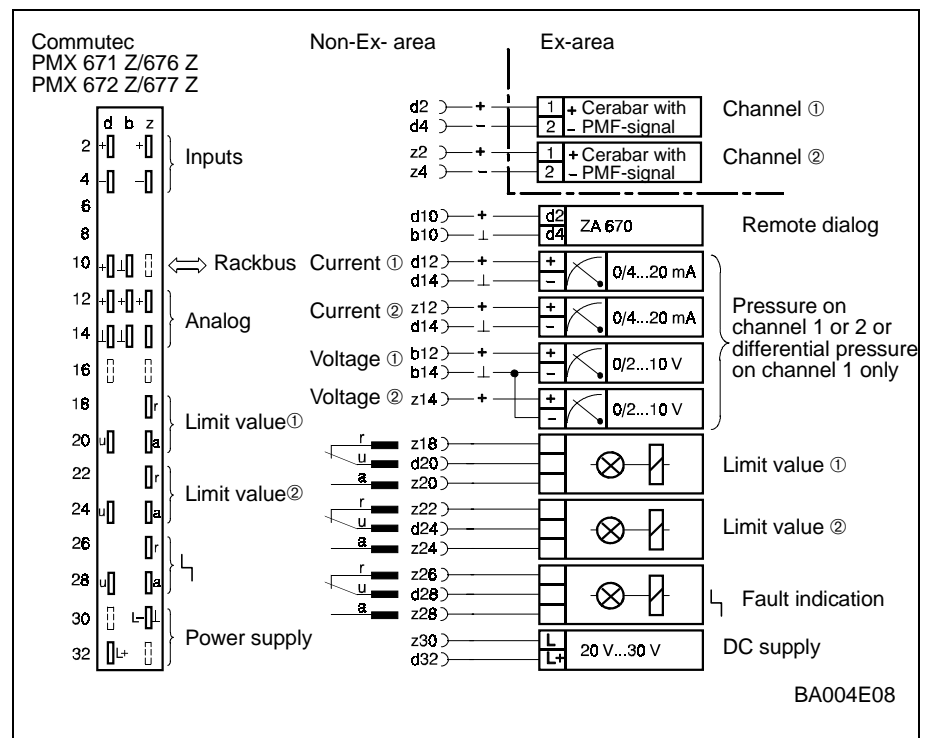 Commutec
PMX 671 Z/676 Z
PMX 672 Z/677 Z
Non-Ex- area
Ex-area
d b z
2 + +
Inputs
4 – –
6
8
10 + ⊥
Rackbus
12 + + +
Analog
14 ⊥ ⊥
16
18 r
Limit value①
20 u a
22 r
Limit value②
24 u a
26 r
28 u a
30 L– ⊥
Power supply
32 L+
d2 + 1 + Cerabar with
d4 – 2 – PMF-signal
Channel ①
z2 + 1 + Cerabar with
z4 – 2 – PMF-signal
Channel ②
d10 + d2
b10 ⊥ d4
ZA 670
Remote dialog
Current ① d12 + +
d14 ⊥ –
0/4...20 mA
Current ② z12 + +
d14 ⊥ –
0/4...20 mA
Voltage ① b12 + +
b14 ⊥ –
0/2...10 V
Voltage ② z14 + +
–
0/2...10 V
Pressure on
channel 1 or 2 or
differential pressure
on channel 1 only
r z18
u d20
a z20
Limit value ①
r z22
u d24
a z24
Limit value ②
r z26
u d28
a z28
Fault indication
z30 L
d32 L+
20 V...30 V
DC supply
BA004E08